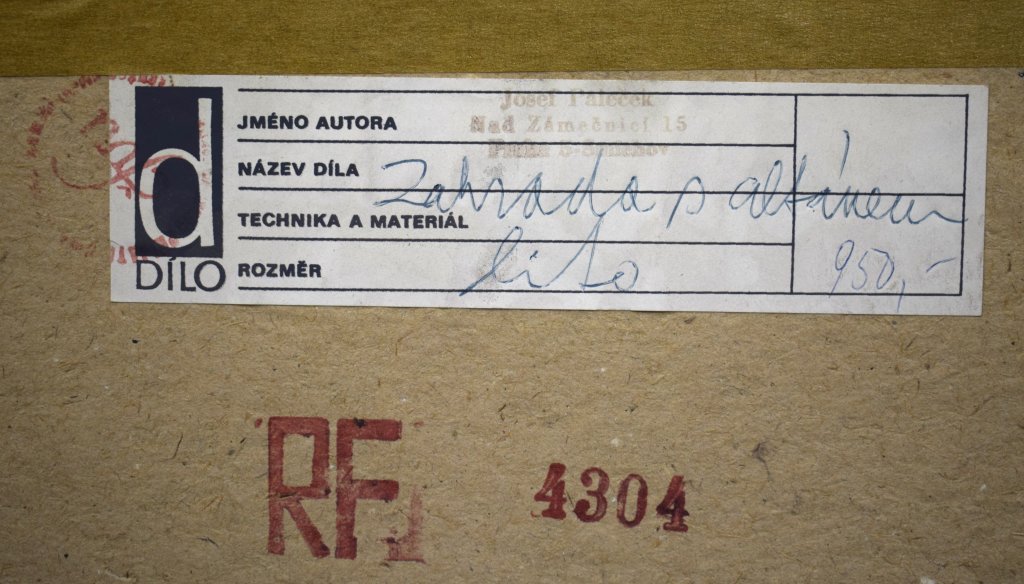 d
DÍLO
JMÉNO AUTORA
Josef Paleček
Nad Zámečnicí 15
NÁZEV DÍLA
Zahrada s altánem
TECHNIKA A MATERIÁL
lito
ROZMĚR
950,-
RF
4304